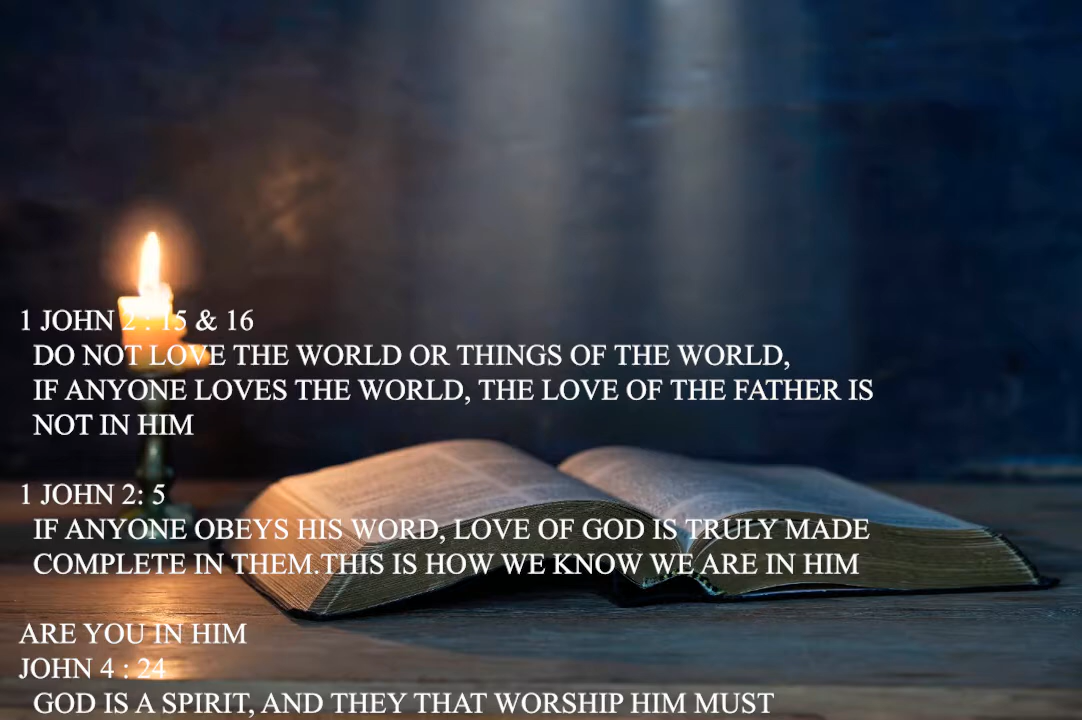 1 JOHN 2 : 15 & 16
DO NOT LOVE THE WORLD OR THINGS OF THE WORLD,
IF ANYONE LOVES THE WORLD, THE LOVE OF THE FATHER IS
NOT IN HIM
1 JOHN 2: 5
IF ANYONE OBEYS HIS WORD, LOVE OF GOD IS TRULY MADE
COMPLETE IN THEM.THIS IS HOW WE KNOW WE ARE IN HIM
ARE YOU IN HIM
JOHN 4 : 24
GOD IS A SPIRIT, AND THEY THAT WORSHIP HIM MUST